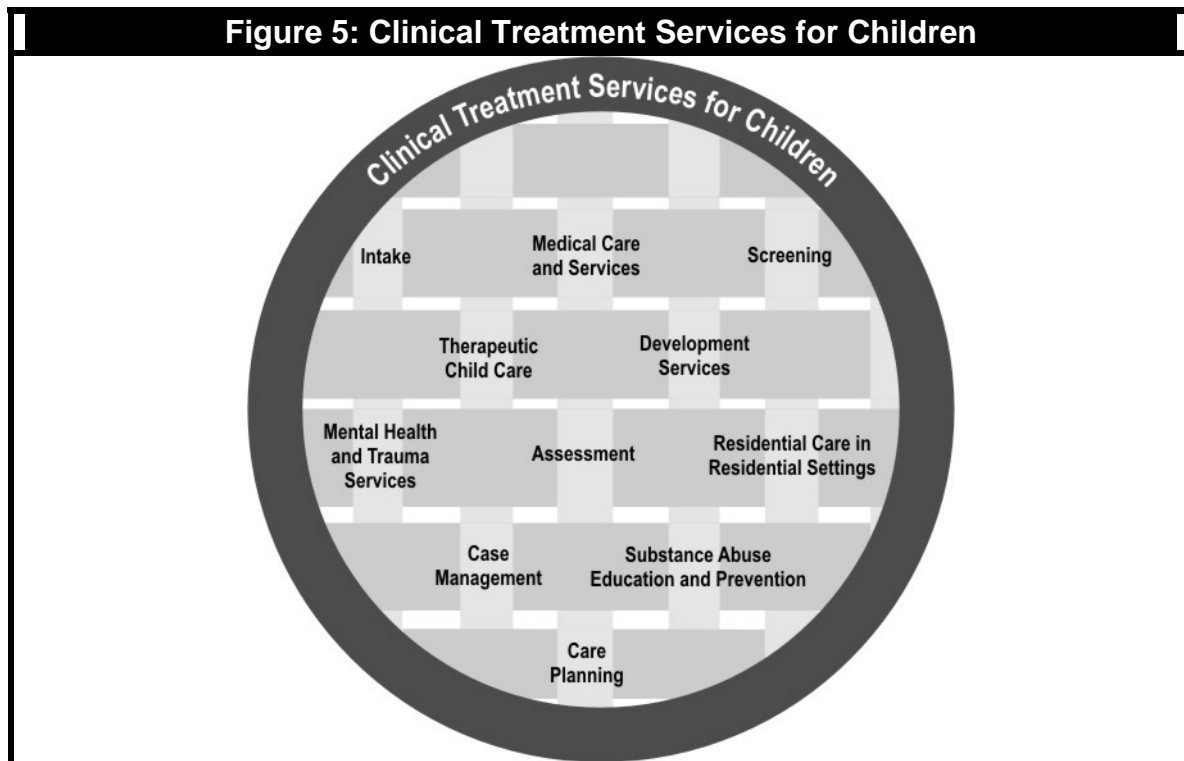 Figure 5: Clinical Treatment Services for Children
Clinical Treatment Services for Children
Intake
Medical Care
and Services
Screening
Therapeutic
Child Care
Development
Services
Mental Health
and Trauma
Services
Assessment
Residential Care in
Residential Settings
Case
Management
Substance Abuse
Education and Prevention
Care
Planning